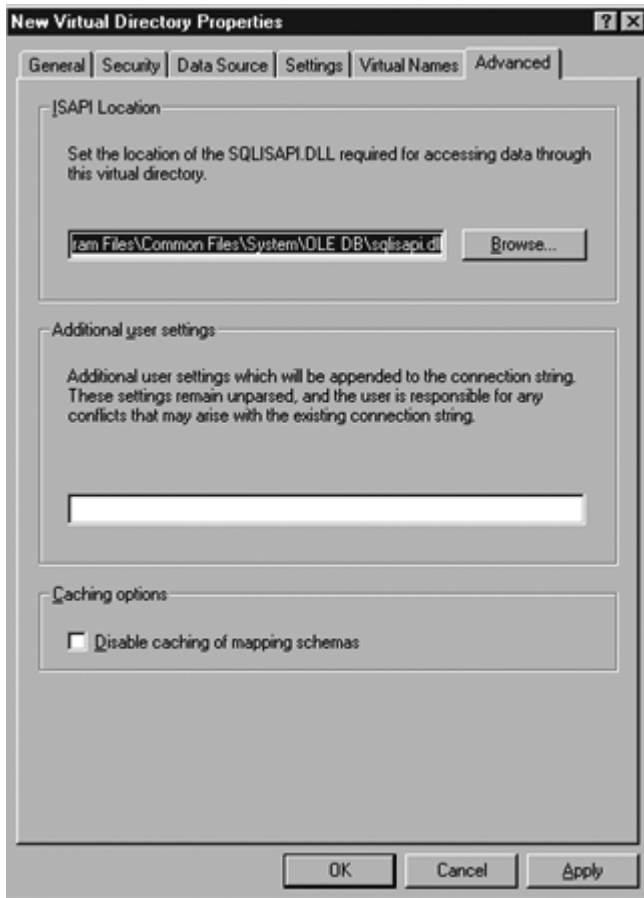 New Virtual Directory Properties
General Security Data Source Settings Virtual Names Advanced
ISAPI Location
Set the location of the SQLISAPI.DLL required for accessing data through
this virtual directory.
ram Files\Common Files\System\OLE DB\sqlisapi.dl
Browse...
Additional user settings
Additional user settings which will be appended to the connection string.
These settings remain unparsed, and the user is responsible for any
conflicts that may arise with the existing connection string.
Caching options
Disable caching of mapping schemas
OK Cancel Apply